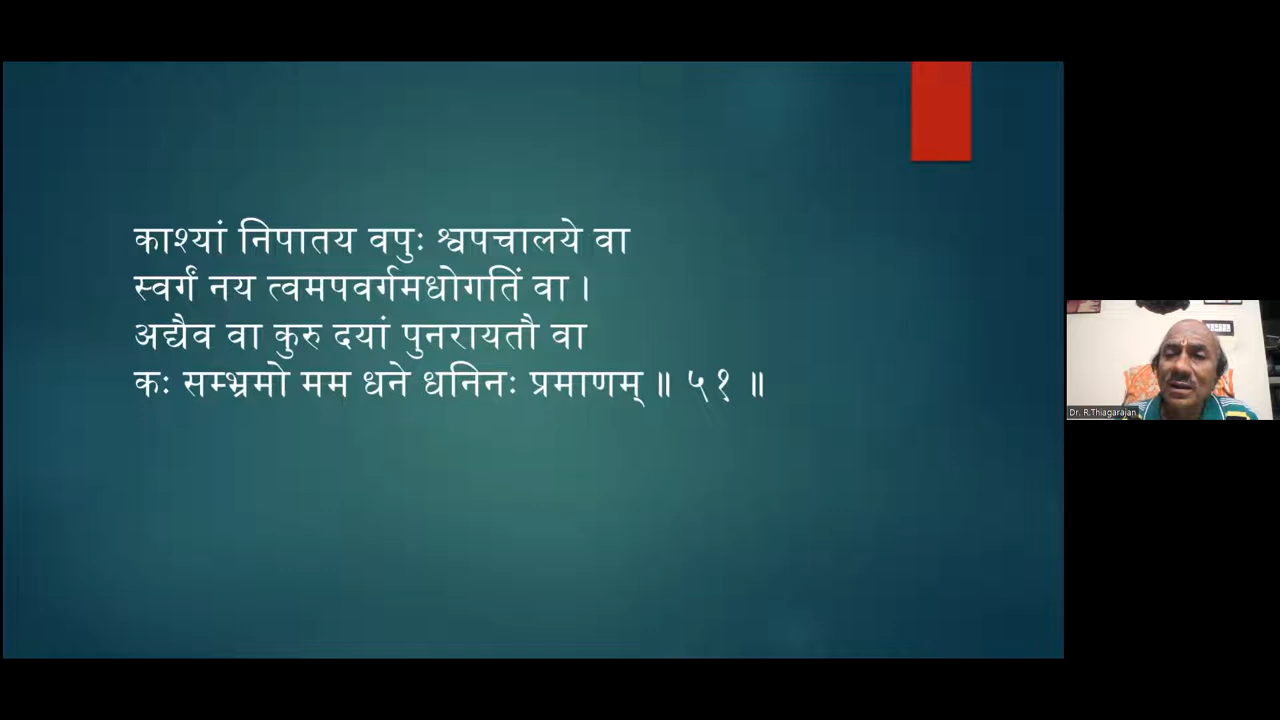 काश्यां निपातय वपुः श्वपचालये वा
स्वर्गं नय त्वमपवर्गमधोगतिं वा ।
अद्यैव वा कुरु दयां पुनरायतौ वा
कः सम्भ्रमो मम धने धनिनः प्रमाणम् ॥ ५१ ॥
Dr. R.Thiagarajan